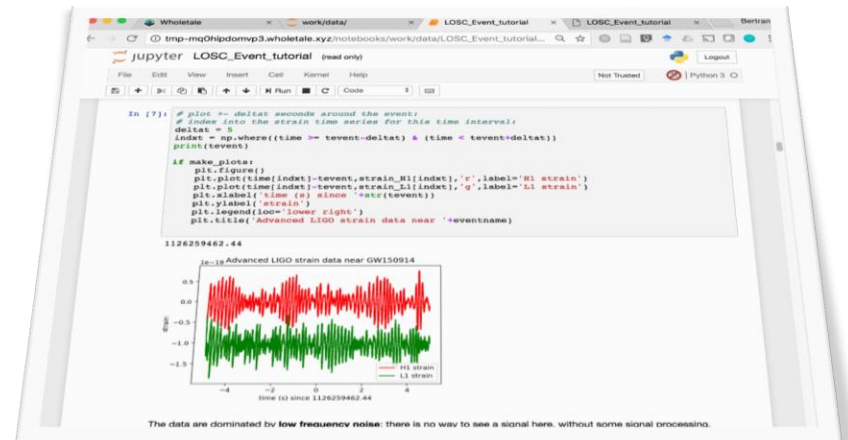 Wholetale
work/data/
LOSC_Event_tutorial
LOSC_Event_tutorial
Bertran
tmp-mq0hipdomvp3.wholetale.xyz/notebooks/work/data/LOSC_Event_tutorial...
jupyter LOSC_Event_tutorial (read only)
Logout
File Edit View Insert Cell Kernel Help
Not Trusted
Python 3
Run
Code
In [7]: # plot +- deltat seconds around the event:
# index into the strain time series for this time interval:
deltat = 5
indxt = np.where((time >= tevent-deltat) & (time < tevent+deltat))
print(tevent)
if make_plots:
plt.figure()
plt.plot(time[indxt]-tevent,strain_H1[indxt],'r',label='H1 strain')
plt.plot(time[indxt]-tevent,strain_L1[indxt],'g',label='L1 strain')
plt.xlabel('time (s) since '+str(tevent))
plt.ylabel('strain')
plt.legend(loc='lower right')
plt.title('Advanced LIGO strain data near '+eventname)
1126259462.44
1e-18 Advanced LIGO strain data near GW150914
0.5
0.0
−0.5
−1.0
−1.5
strain
H1 strain
L1 strain
−4 −2 0 2 4
time (s) since 1126259462.44
The data are dominated by low frequency noise: there is no way to see a signal here, without some signal processing.